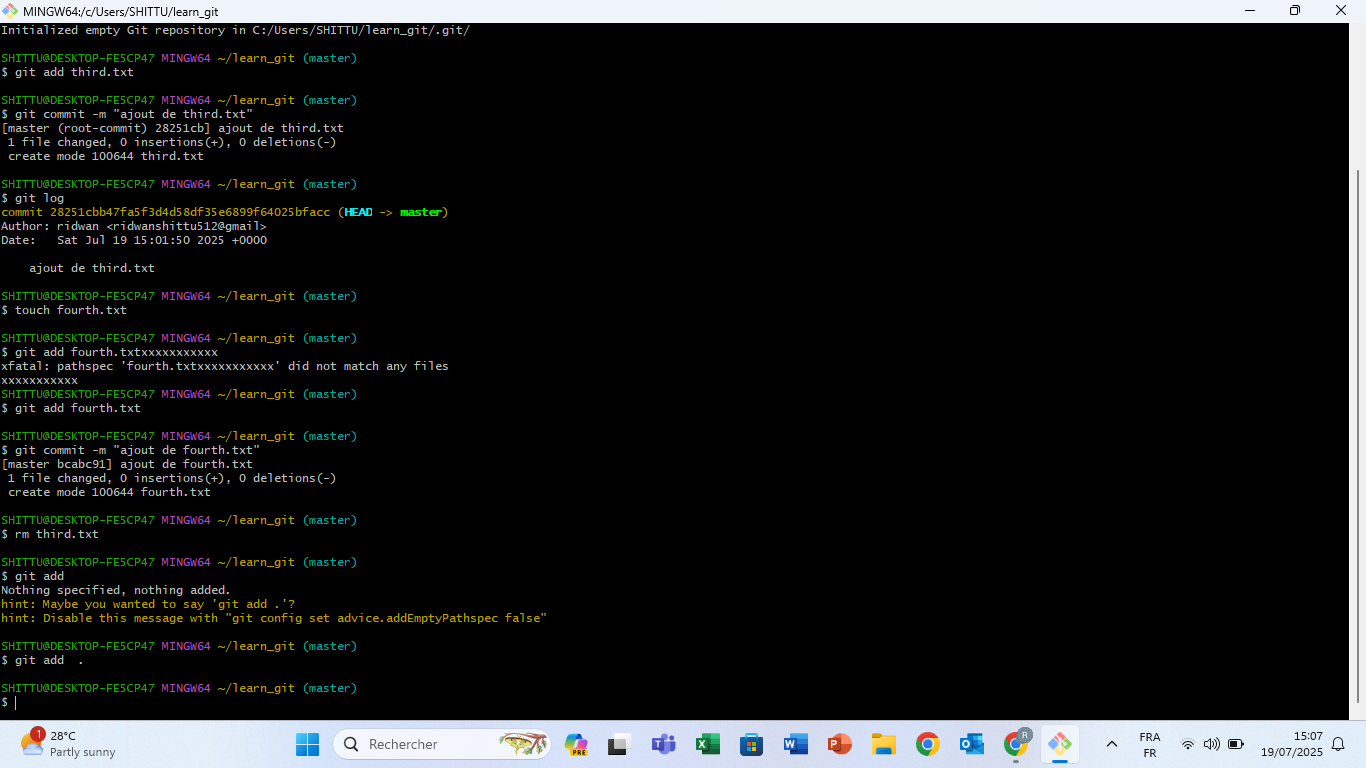 MINGW64:/c/Users/SHITTU/learn_git
Initialized empty Git repository in C:/Users/SHITTU/learn_git/.git/
SHITTU@DESKTOP-FE5CP47 MINGW64 ~/learn_git (master)
$ git add third.txt
SHITTU@DESKTOP-FE5CP47 MINGW64 ~/learn_git (master)
$ git commit -m "ajout de third.txt"
[master (root-commit) 28251cb] ajout de third.txt
1 file changed, 0 insertions(+), 0 deletions(-)
create mode 100644 third.txt
SHITTU@DESKTOP-FE5CP47 MINGW64 ~/learn_git (master)
$ git log
commit 28251cbb47fa5f3d4d58df35e6899f64025bfacc (HEAD -> master)
Author: ridwan <ridwanshittu512@gmail>
Date:   Sat Jul 19 15:01:50 2025 +0000
ajout de third.txt
SHITTU@DESKTOP-FE5CP47 MINGW64 ~/learn_git (master)
$ touch fourth.txt
SHITTU@DESKTOP-FE5CP47 MINGW64 ~/learn_git (master)
$ git add fourth.txtxxxxxxxxxxx
xfatal: pathspec 'fourth.txtxxxxxxxxxxx' did not match any files
xxxxxxxxxxx
SHITTU@DESKTOP-FE5CP47 MINGW64 ~/learn_git (master)
$ git add fourth.txt
SHITTU@DESKTOP-FE5CP47 MINGW64 ~/learn_git (master)
$ git commit -m "ajout de fourth.txt"
[master bcabc91] ajout de fourth.txt
1 file changed, 0 insertions(+), 0 deletions(-)
create mode 100644 fourth.txt
SHITTU@DESKTOP-FE5CP47 MINGW64 ~/learn_git (master)
$ rm third.txt
SHITTU@DESKTOP-FE5CP47 MINGW64 ~/learn_git (master)
$ git add
Nothing specified, nothing added.
hint: Maybe you wanted to say 'git add .'?
hint: Disable this message with "git config set advice.addEmptyPathspec false"
SHITTU@DESKTOP-FE5CP47 MINGW64 ~/learn_git (master)
$ git add  .
SHITTU@DESKTOP-FE5CP47 MINGW64 ~/learn_git (master)
$
1
28°C
Partly sunny
Rechercher
PRE
R
FRA
FR
15:07
19/07/2025